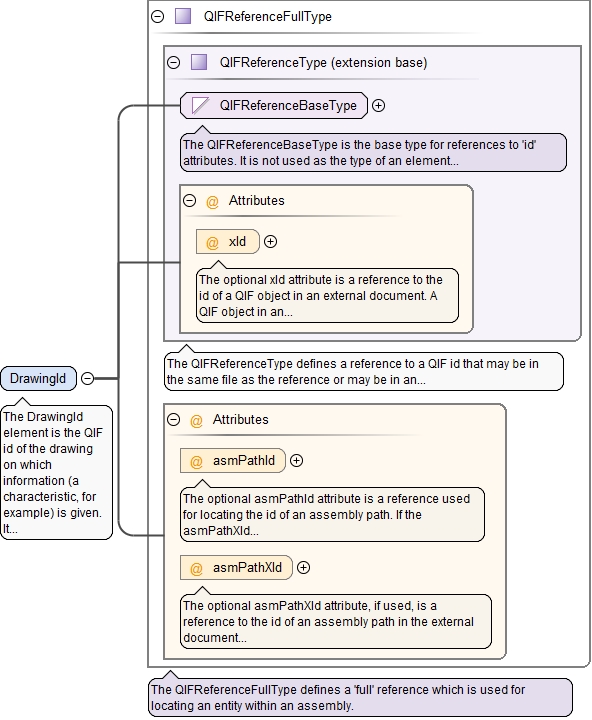 QIFReferenceFullType
QIFReferenceType (extension base)
QIFReferenceBaseType
The QIFReferenceBaseType is the base type for references to 'id'
attributes. It is not used as the type of an element...
@ Attributes
@ xId
The optional xId attribute is a reference to the
id of a QIF object in an external document. A
QIF object in an...
The QIFReferenceType defines a reference to a QIF id that may be in
the same file as the reference or may be in an...
DrawingId
The DrawingId
element is the QIF
id of the drawing
on which
information (a
characteristic, for
example) is given.
It...
@ Attributes
@ asmPathId
The optional asmPathId attribute is a reference used
for locating the id of an assembly path. If the
asmPathXId...
@ asmPathXId
The optional asmPathXId attribute, if used, is a
reference to the id of an assembly path in the external
document...
The QIFReferenceFullType defines a 'full' reference which is used for
locating an entity within an assembly.